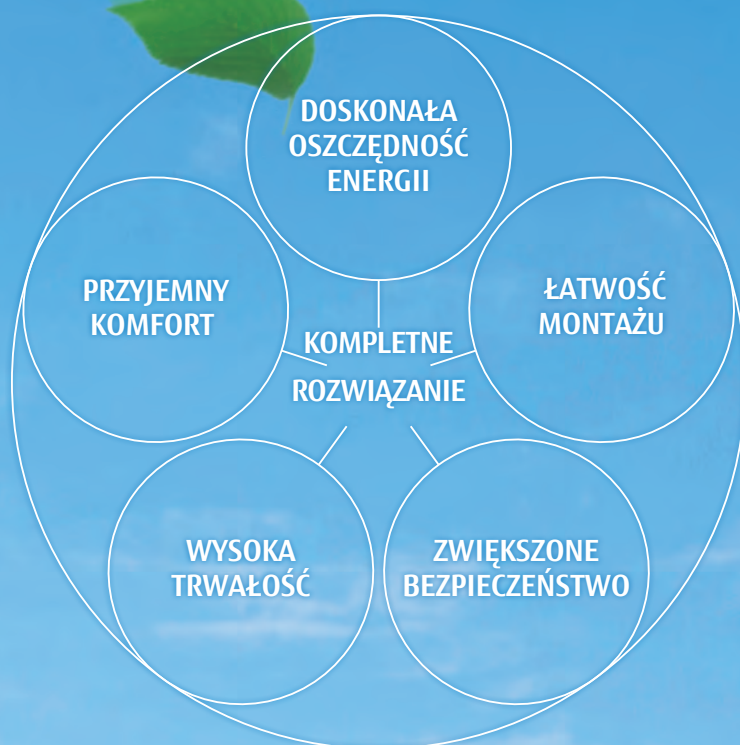 DOSKONAŁA
OSZCZĘDNOŚĆ
ENERGII
PRZYJEMNY
KOMFORT
ŁATWOŚĆ
MONTAŻU
KOMPLETNE
ROZWIĄZANIE
WYSOKA
TRWAŁOŚĆ
ZWIĘKSZONE
BEZPIECZEŃSTWO